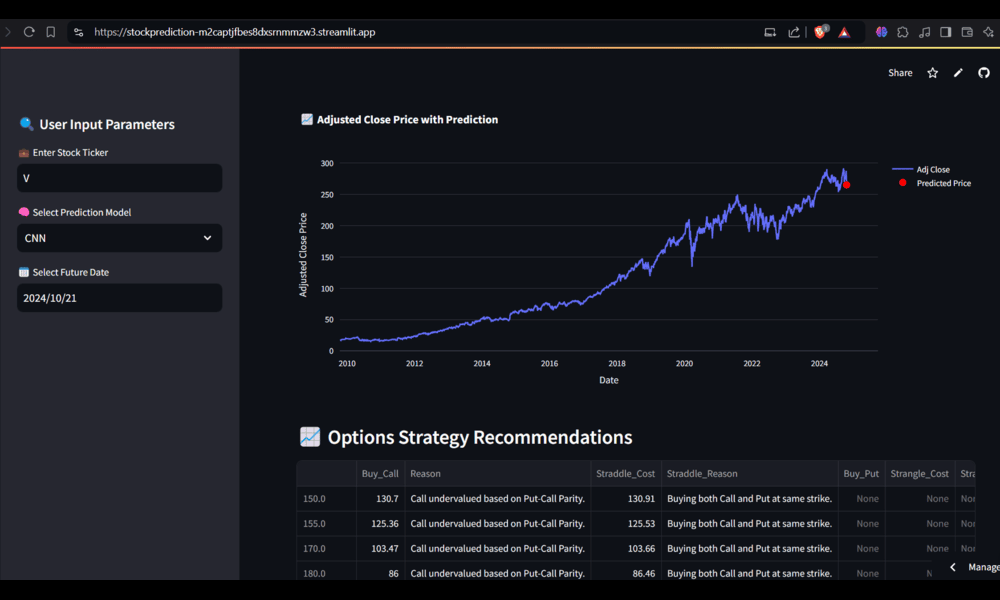 https://stockprediction-m2captjfbes8dxsrnmmzw3.streamlit.app
Share
User Input Parameters
Enter Stock Ticker
V
Select Prediction Model
CNN
Select Future Date
2024/10/21
Adjusted Close Price with Prediction
Adj Close
Predicted Price
Adjusted Close Price
300
250
200
150
100
50
0
2010 2012 2014 2016 2018 2020 2022 2024
Date
Options Strategy Recommendations
Buy_Call Reason Straddle_Cost Straddle_Reason Buy_Put Strangle_Cost Stra
150.0 130.7 Call undervalued based on Put-Call Parity. 130.91 Buying both Call and Put at same strike. None None Non
155.0 125.36 Call undervalued based on Put-Call Parity. 125.53 Buying both Call and Put at same strike. None None Non
170.0 103.47 Call undervalued based on Put-Call Parity. 103.66 Buying both Call and Put at same strike. None None Non
180.0 86 Call undervalued based on Put-Call Parity. 86.46 Buying both Call and Put at same strike. None N
Manage